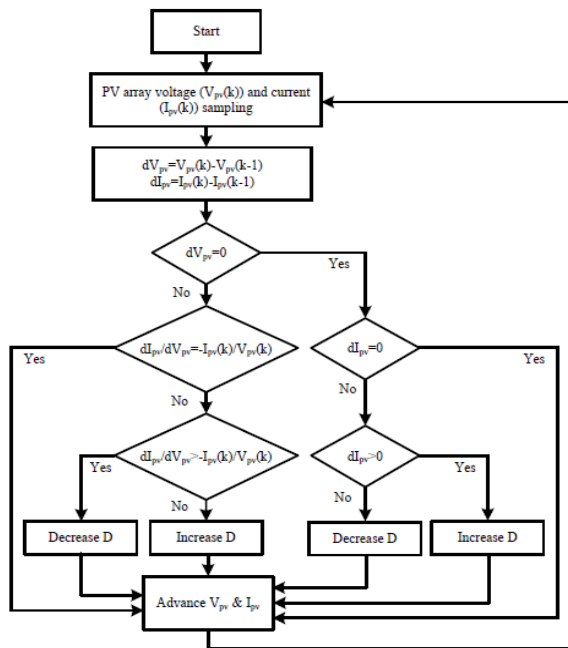 Start
PV array voltage (Vpv(k)) and current
(Ipv(k)) sampling
dVpv=Vpv(k)-Vpv(k-1)
dIpv=Ipv(k)-Ipv(k-1)
dVpv=0
Yes
No
Yes
dIpv/dVpv=-Ipv(k)/Vpv(k)
dIpv=0
Yes
No
No
dIpv/dVpv>-Ipv(k)/Vpv(k)
dIpv>0
Yes
Yes
No
No
Decrease D
Increase D
Decrease D
Increase D
Advance Vpv & Ipv